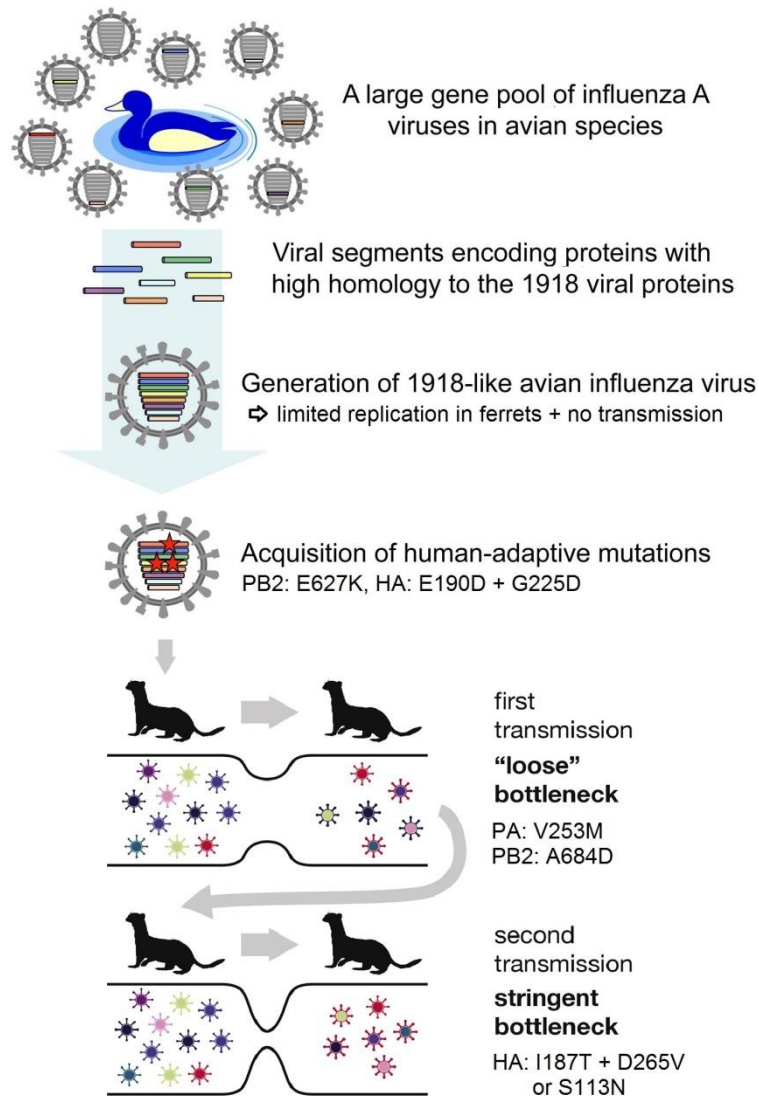 A large gene pool of influenza A
viruses in avian species
Viral segments encoding proteins with
high homology to the 1918 viral proteins
Generation of 1918-like avian influenza virus
⇨ limited replication in ferrets + no transmission
Acquisition of human-adaptive mutations
PB2: E627K, HA: E190D + G225D
first
transmission
“loose”
bottleneck
PA: V253M
PB2: A684D
second
transmission
stringent
bottleneck
HA: I187T + D265V
or S113N